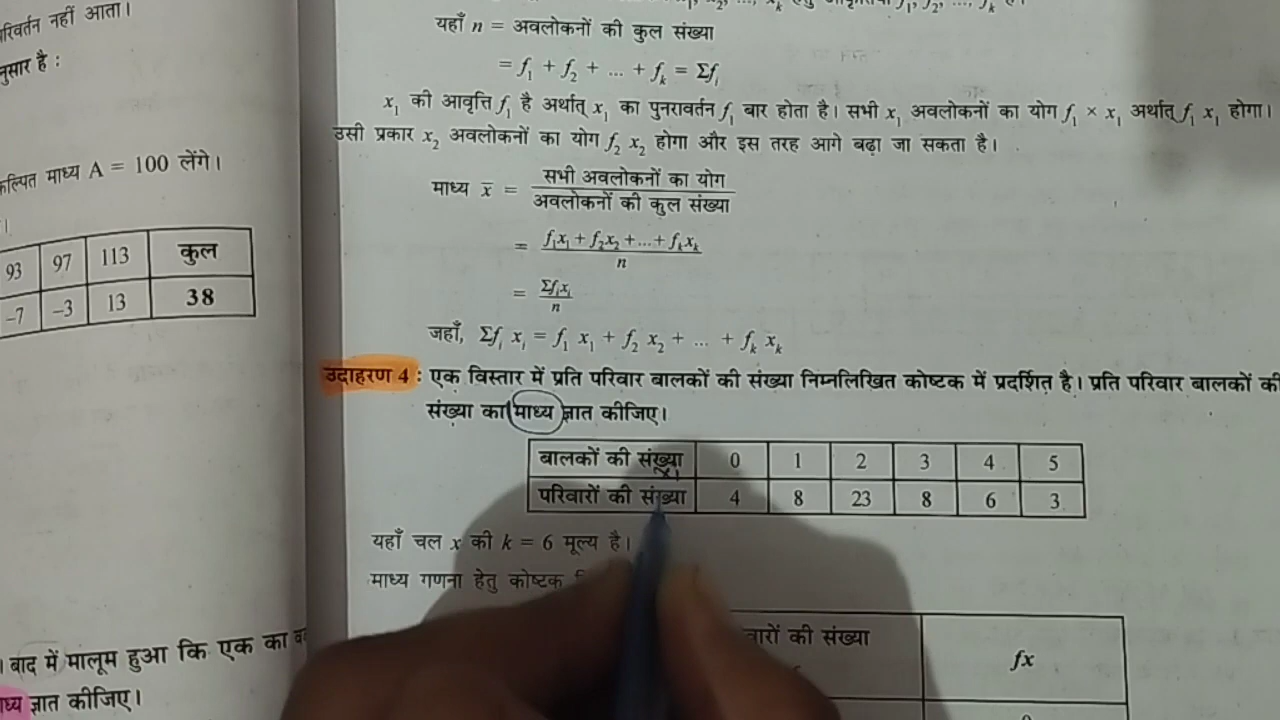 रिवर्तन नहीं आता।
नुसार है :
कल्पित माध्य A = 100 लेंगे।
93 97 113 कुल
–7 –3 13 38
बाद में मालूम हुआ कि एक का
ज्ञात कीजिए।
यहाँ n = अवलोकनों की कुल संख्या
= f₁ + f₂ + ... + fₖ = Σfᵢ
x₁ की आवृत्ति f₁ है अर्थात् x₁ का पुनरावर्तन f₁ बार होता है। सभी x₁ अवलोकनों का योग f₁ × x₁ अर्थात् f₁ x₁ होगा।
उसी प्रकार x₂ अवलोकनों का योग f₂ x₂ होगा और इस तरह आगे बढ़ा जा सकता है।
माध्य x̄ = सभी अवलोकनों का योग / अवलोकनों की कुल संख्या
= f₁x₁ + f₂x₂ + ... + fₖxₖ / n
= Σfᵢxᵢ / n
जहाँ, Σfᵢ xᵢ = f₁ x₁ + f₂ x₂ + ... + fₖ xₖ
उदाहरण 4 : एक विस्तार में प्रति परिवार बालकों की संख्या निम्नलिखित कोष्टक में प्रदर्शित है। प्रति परिवार बालकों की
संख्या का माध्य ज्ञात कीजिए।
बालकों की संख्या 0 1 2 3 4 5
परिवारों की संख्या 4 8 23 8 6 3
यहाँ चल x की k = 6 मूल्य है।
माध्य गणना हेतु कोष्टक
की संख्या fx